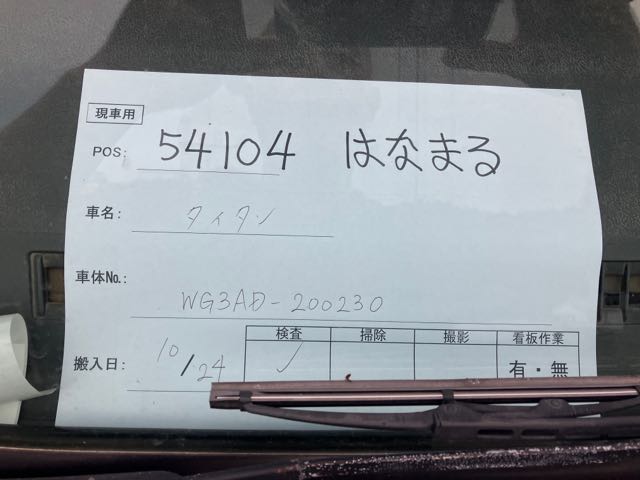 現車用
POS: 54104 はなまる
車名: タイタン
車体No.: WG3AD-200230
検査 掃除 撮影 看板作業
搬入日: 10/24 ✓ 有・無